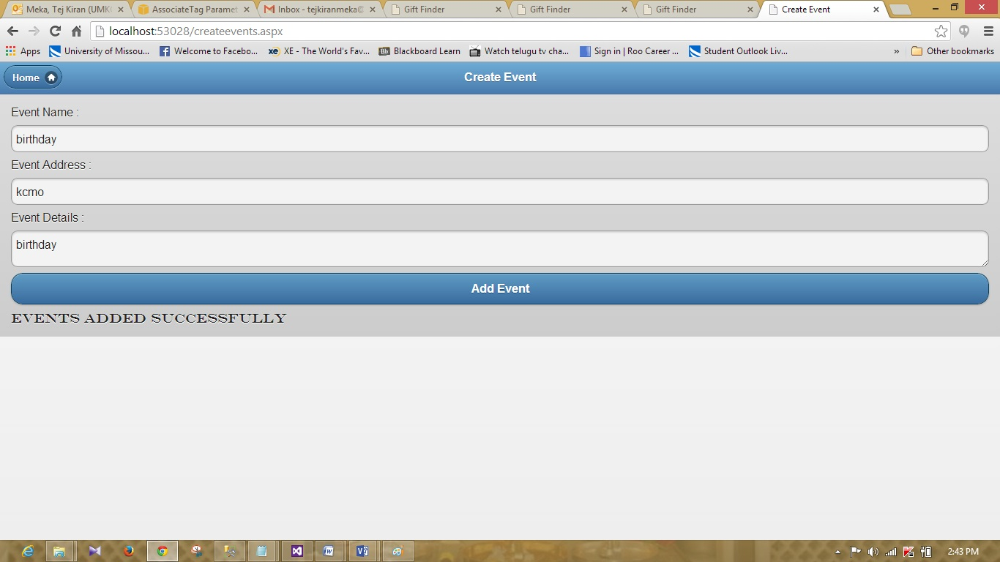 Meka, Tej Kiran (UMK
AssociateTag Paramet
Inbox - tejkiranmeka@
Gift Finder
Gift Finder
Gift Finder
Create Event
localhost:53028/createevents.aspx
Apps
University of Missou...
Welcome to Facebo...
XE - The World's Fav...
Bb
Blackboard Learn
Watch telugu tv cha...
Sign in | Roo Career ...
Student Outlook Liv...
»
Other bookmarks
Home
Create Event
Event Name :
birthday
Event Address :
kcmo
Event Details :
birthday
Add Event
EVENTS ADDED SUCCESSFULLY
2:43 PM